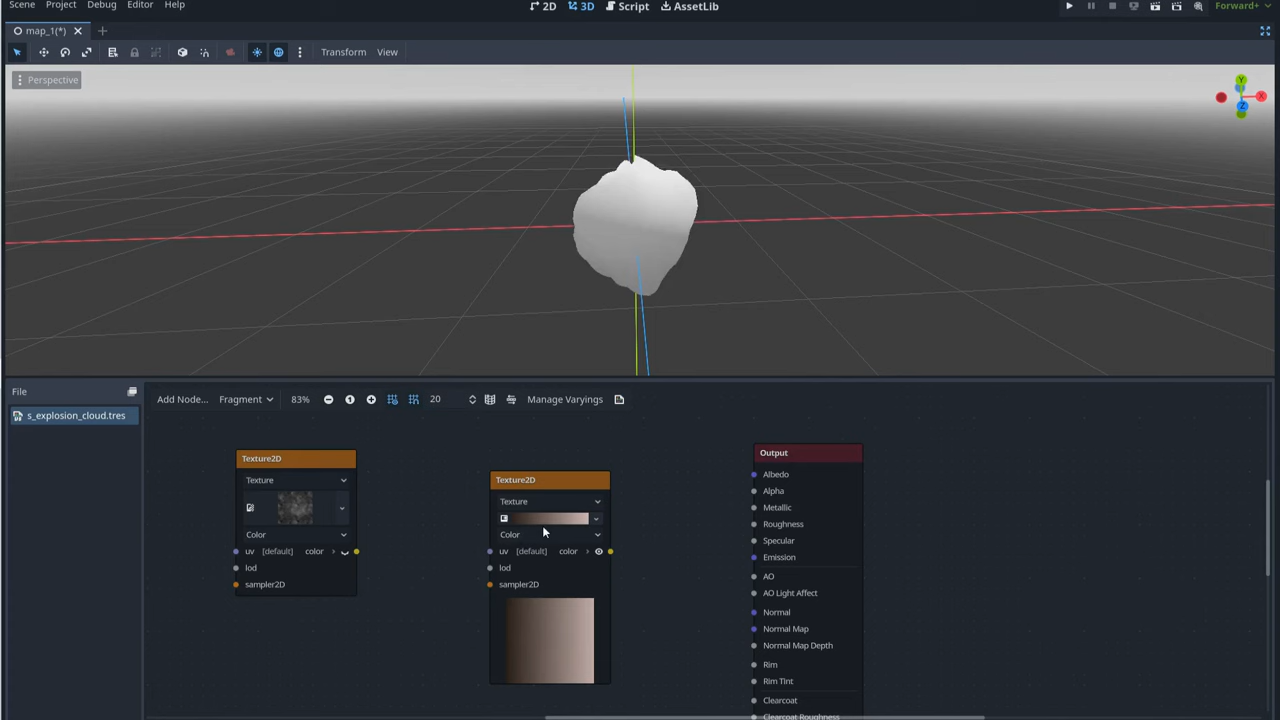 Scene Project Debug Editor Help 2D 3D Script AssetLib Forward+
map_1(*)
Transform View
Perspective
Y
X
Z
File
s_explosion_cloud.tres
Add Node... Fragment 83% 1 20 Manage Varyings
Texture2D
Texture
Color
uv [default] color
lod
sampler2D
Texture2D
Texture
Color
uv [default] color
lod
sampler2D
Output
Albedo
Alpha
Metallic
Roughness
Specular
Emission
AO
AO Light Affect
Normal
Normal Map
Normal Map Depth
Rim
Rim Tint
Clearcoat
Clearcoat Roughness